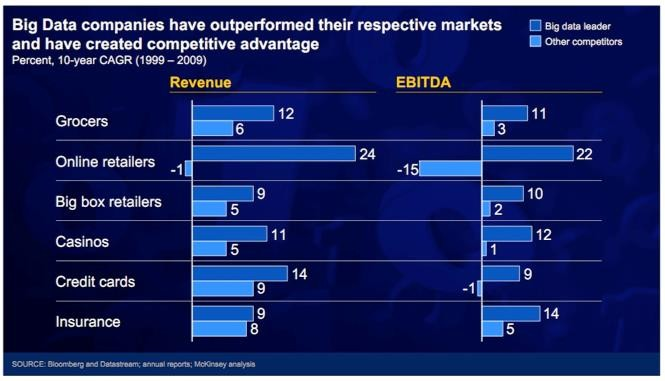 Big Data companies have outperformed their respective markets
and have created competitive advantage
Percent, 10-year CAGR (1999 – 2009)
Big data leader
Other competitors
Revenue
EBITDA
Grocers
12
6
11
3
Online retailers
24
-1
22
-15
Big box retailers
9
5
10
2
Casinos
11
5
12
1
Credit cards
14
9
9
-1
Insurance
9
8
14
5
SOURCE: Bloomberg and Datastream; annual reports; McKinsey analysis